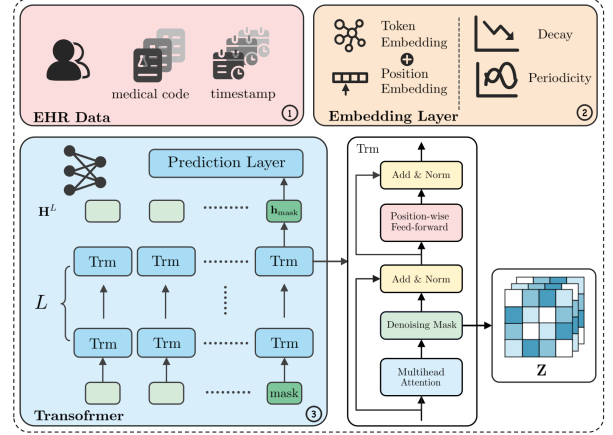 medical code
timestamp
EHR Data
1
Token
Embedding
Position
Embedding
Decay
Periodicity
Embedding Layer
2
Prediction Layer
H^L
h_mask
Trm
Trm
Trm
L
Trm
Trm
Trm
mask
Transofrmer
3
Trm
Add & Norm
Position-wise
Feed-forward
Add & Norm
Denoising Mask
Multihead
Attention
Z